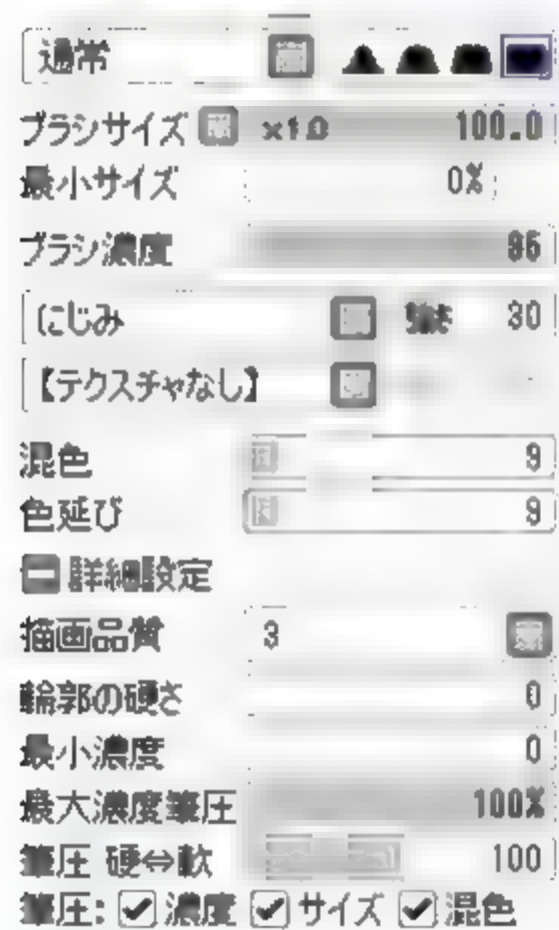 通常
ブラシサイズ ×1.0 100.0
最小サイズ 0%
ブラシ濃度 95
にじみ 強さ 30
【テクスチャなし】
混色 9
色延び 9
詳細設定
描画品質 3
輪郭の硬さ 0
最小濃度 0
最大濃度筆圧 100%
筆圧 硬⇔軟 100
筆圧: 濃度 サイズ 混色